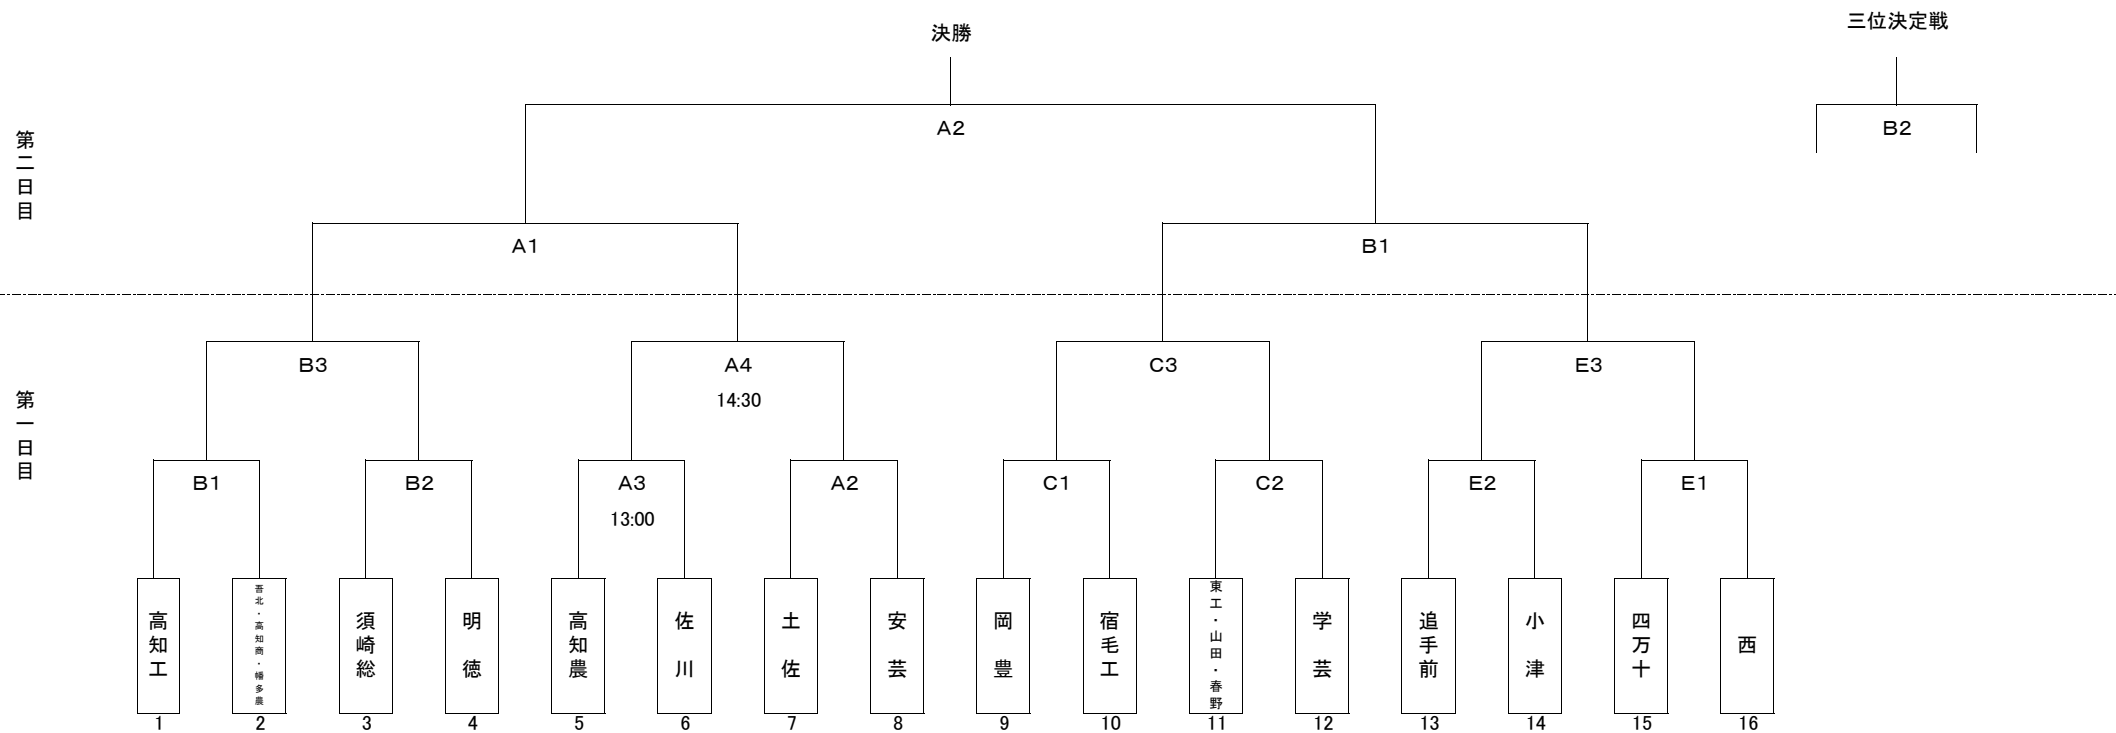 決勝
三位決定戦
A2
B2
第二日目
A1
B1
B3
A4
C3
E3
14:30
第一日目
B1
B2
A3
A2
C1
C2
E2
E1
13:00
高知工
吾北・高知商・幡多農
須崎総
明徳
高知農
佐川
土佐
安芸
岡豊
宿毛工
東工・山田・春野
学芸
追手前
小津
四万十
西
1
2
3
4
5
6
7
8
9
10
11
12
13
14
15
16